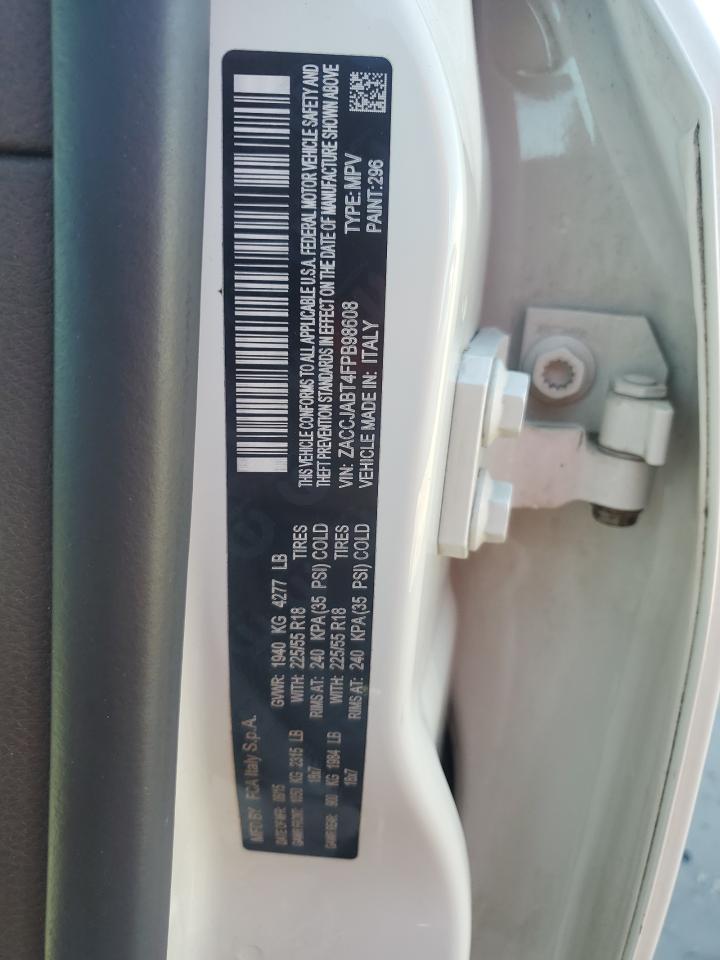 MFD BY FCA Italy S.p.A.
DATE OF MFR: 06/15 GVWR: 1940 KG 4277 LB
GAWR FRONT: 1050 KG 2315 LB WITH: 225/55 R18 TIRES
18x7 RIMS AT: 240 KPA(35 PSI) COLD
GAWR REAR: 900 KG 1984 LB WITH: 225/55 R18 TIRES
18x7 RIMS AT: 240 KPA(35 PSI) COLD
THIS VEHICLE CONFORMS TO ALL APPLICABLE U.S.A. FEDERAL MOTOR VEHICLE SAFETY AND
THEFT PREVENTION STANDARDS IN EFFECT ON THE DATE OF MANUFACTURE SHOWN ABOVE
VIN: ZACCJABT4FPB98608 TYPE: MPV
VEHICLE MADE IN: ITALY PAINT:296